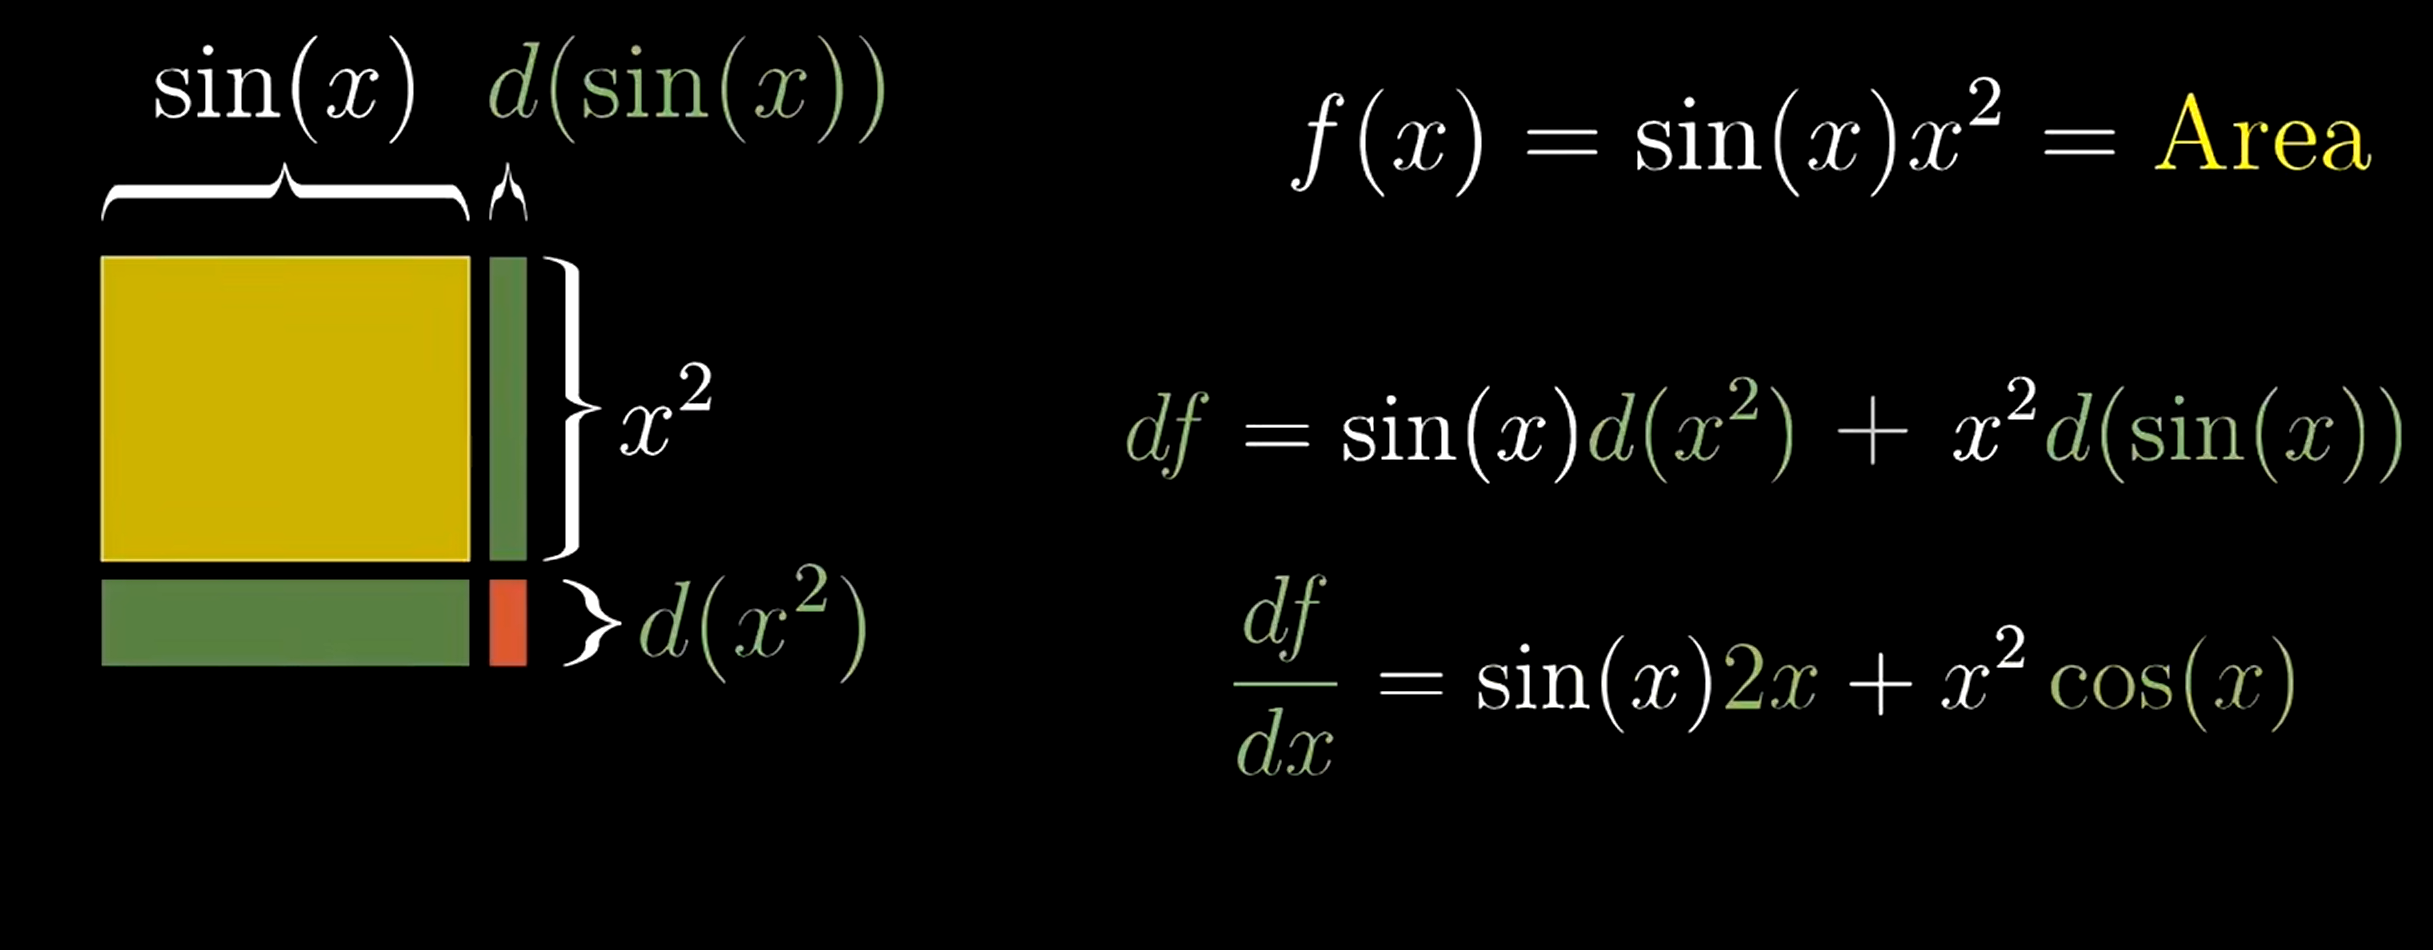 sin(x) d(sin(x))
f(x) = sin(x)x² = Area
x²
df = sin(x)d(x²) + x²d(sin(x))
d(x²)
df/dx = sin(x)2x + x² cos(x)